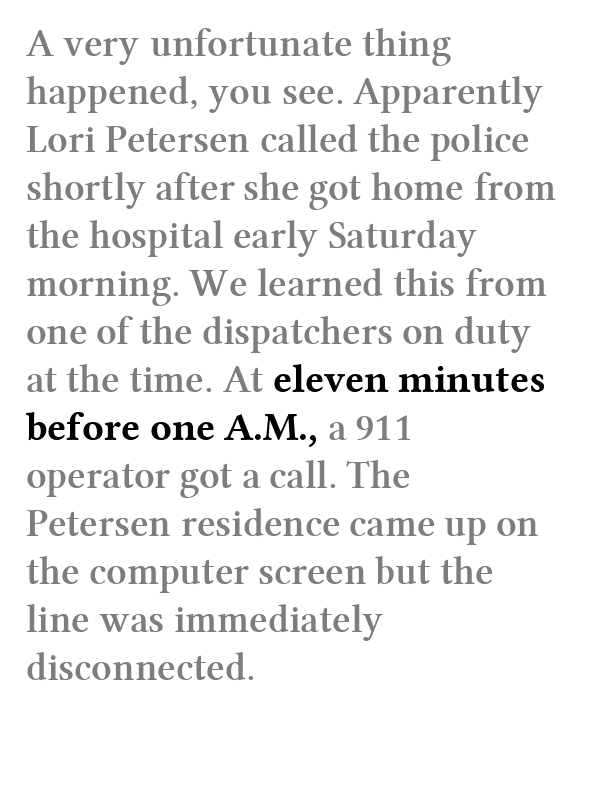 A very unfortunate thing
happened, you see. Apparently
Lori Petersen called the police
shortly after she got home from
the hospital early Saturday
morning. We learned this from
one of the dispatchers on duty
at the time. At eleven minutes
before one A.M., a 911
operator got a call. The
Petersen residence came up on
the computer screen but the
line was immediately
disconnected.